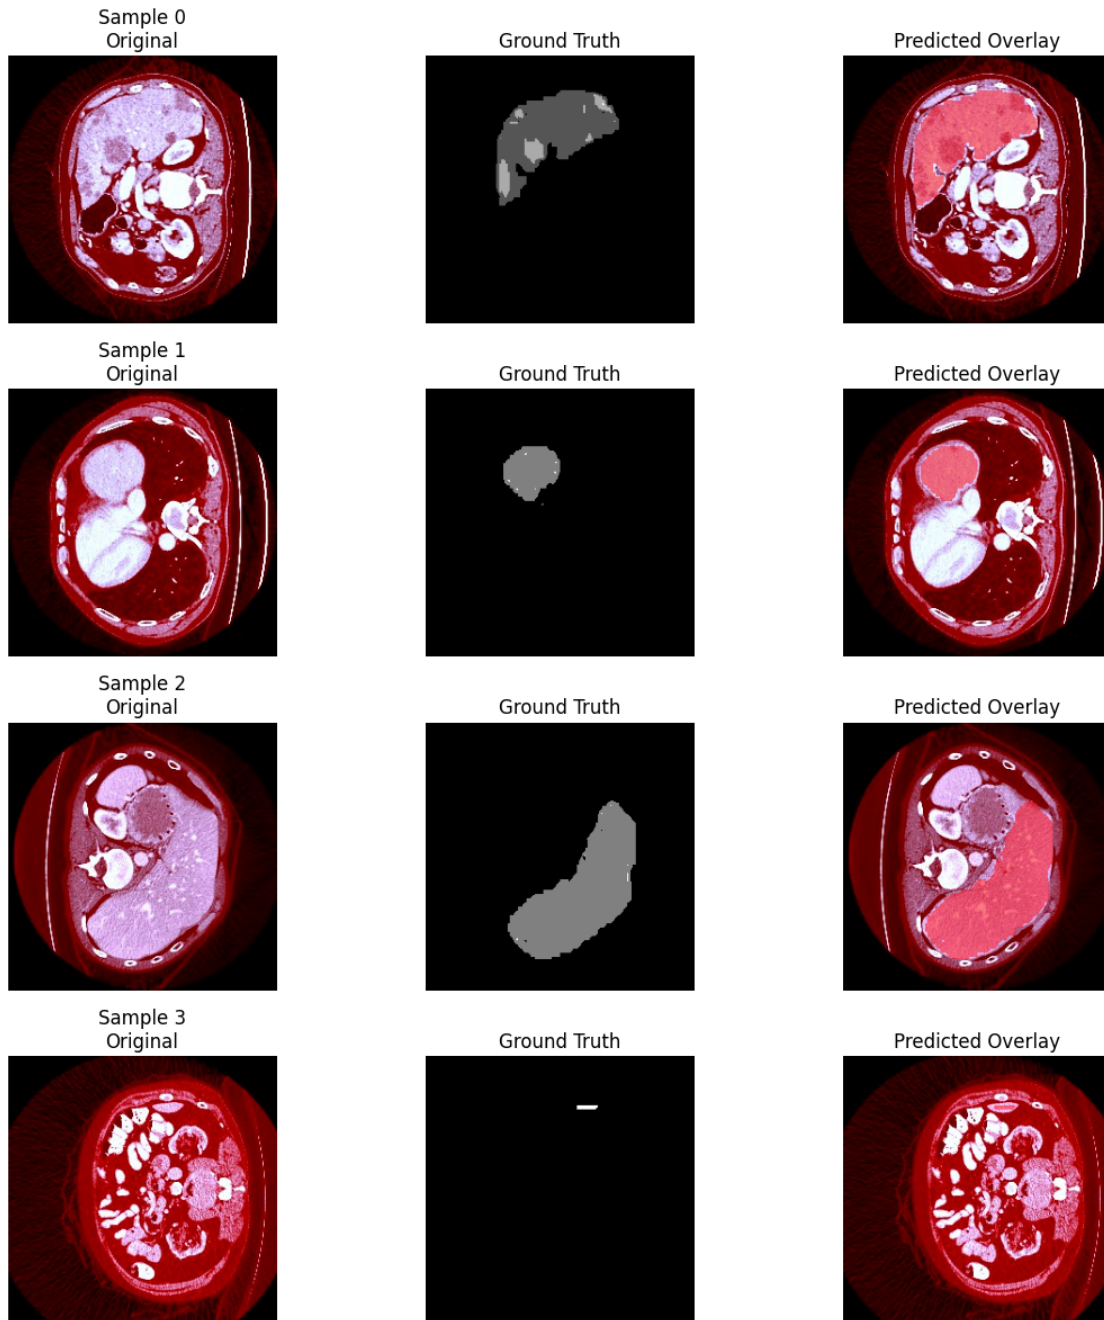 Sample 0
Original
Ground Truth
Predicted Overlay
Sample 1
Original
Ground Truth
Predicted Overlay
Sample 2
Original
Ground Truth
Predicted Overlay
Sample 3
Original
Ground Truth
Predicted Overlay